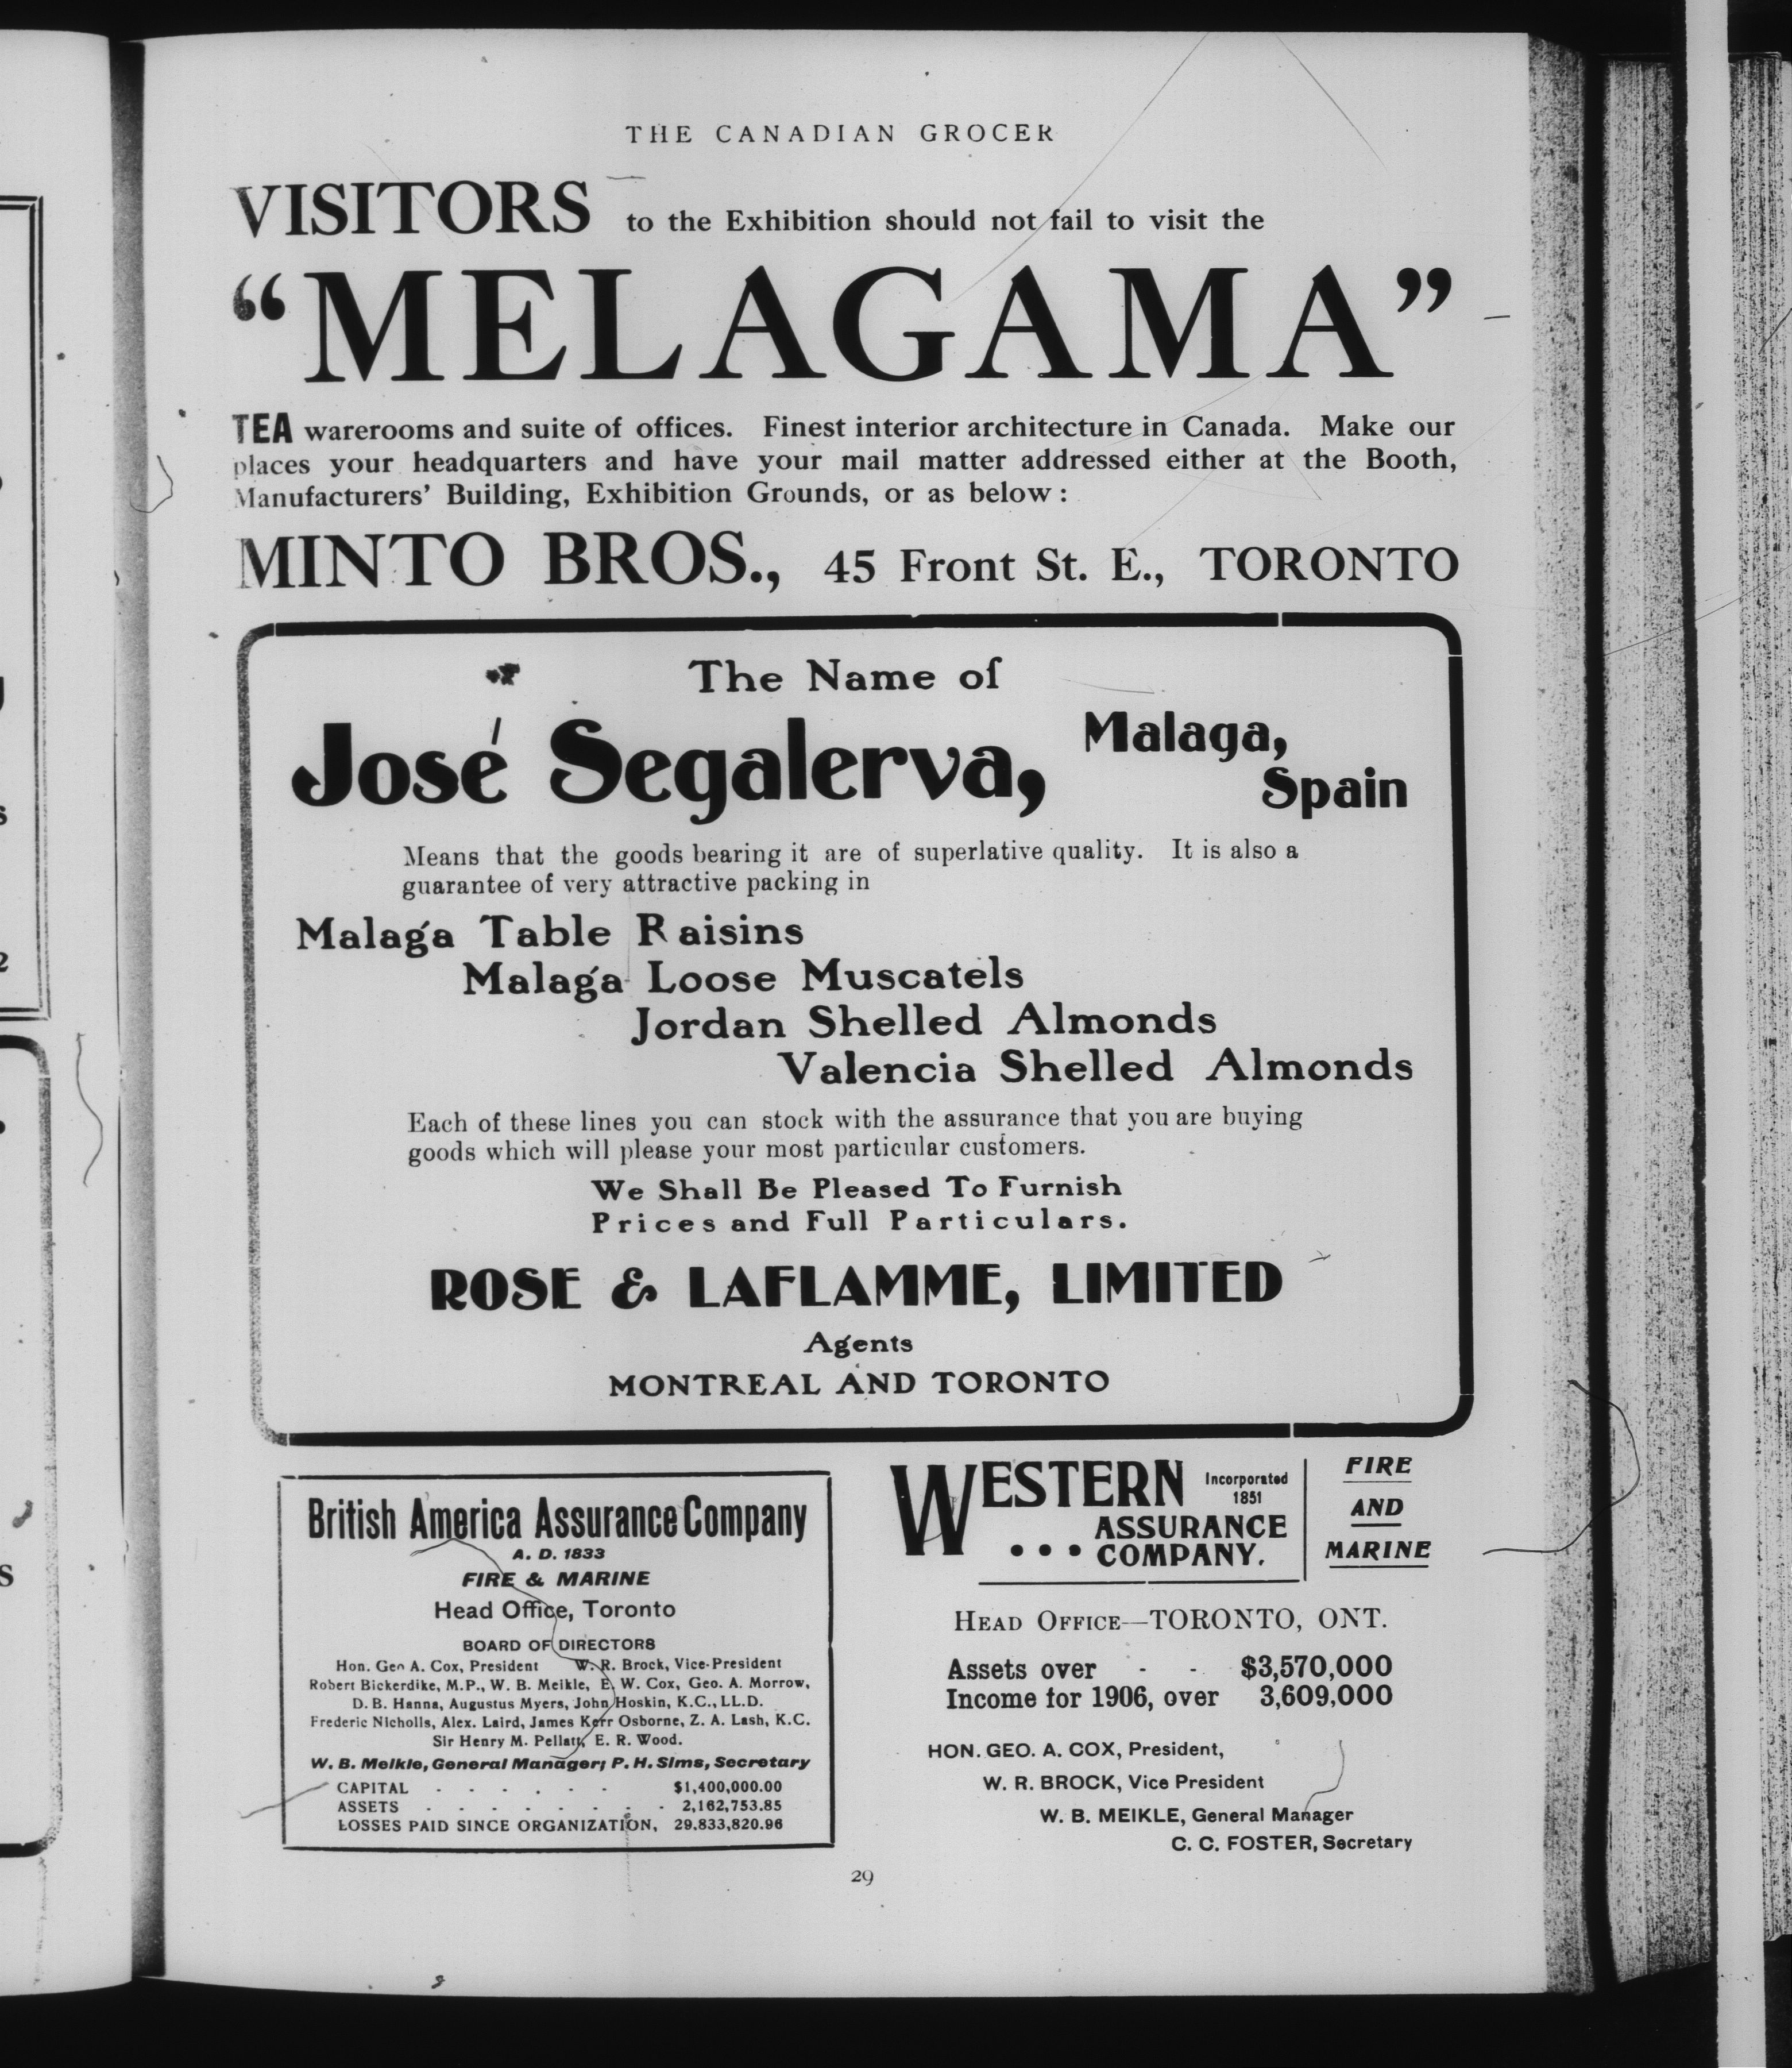 THE CANADIAN GROCER
VISITORS to the Exhibition should not fail to visit the
"MELAGAMA"
TEA warerooms and suite of offices. Finest interior architecture in Canada. Make our
places your headquarters and have your mail matter addressed either at the Booth,
Manufacturers' Building, Exhibition Grounds, or as below:
MINTO BROS., 45 Front St. E., TORONTO
The Name of
José Segalerva, Malaga,
Spain
Means that the goods bearing it are of superlative quality. It is also a
guarantee of very attractive packing in
Malaga Table Raisins
Malaga Loose Muscatels
Jordan Shelled Almonds
Valencia Shelled Almonds
Each of these lines you can stock with the assurance that you are buying
goods which will please your most particular customers.
We Shall Be Pleased To Furnish
Prices and Full Particulars.
ROSE & LAFLAMME, LIMITED
Agents
MONTREAL AND TORONTO
British America Assurance Company
A. D. 1833
FIRE & MARINE
Head Office, Toronto
BOARD OF DIRECTORS
Hon. Geo A. Cox, President W. R. Brock, Vice-President
Robert Bickerdike, M.P., W. B. Meikle, E. W. Cox, Geo. A. Morrow,
D. B. Hanna, Augustus Myers, John Hoskin, K.C., LL.D.
Frederic Nicholls, Alex. Laird, James Kerr Osborne, Z. A. Lash, K.C.
Sir Henry M. Pellatt, E. R. Wood.
W. B. Meikle, General Manager; P. H. Sims, Secretary
CAPITAL - - - - - - $1,400,000.00
ASSETS - - - - - - - - 2,162,753.85
LOSSES PAID SINCE ORGANIZATION, 29,833,820.96
WESTERN Incorporated
1851
ASSURANCE
... COMPANY.
FIRE
AND
MARINE
HEAD OFFICE—TORONTO, ONT.
Assets over - - $3,570,000
Income for 1906, over 3,609,000
HON. GEO. A. COX, President,
W. R. BROCK, Vice President
W. B. MEIKLE, General Manager
C. C. FOSTER, Secretary
29